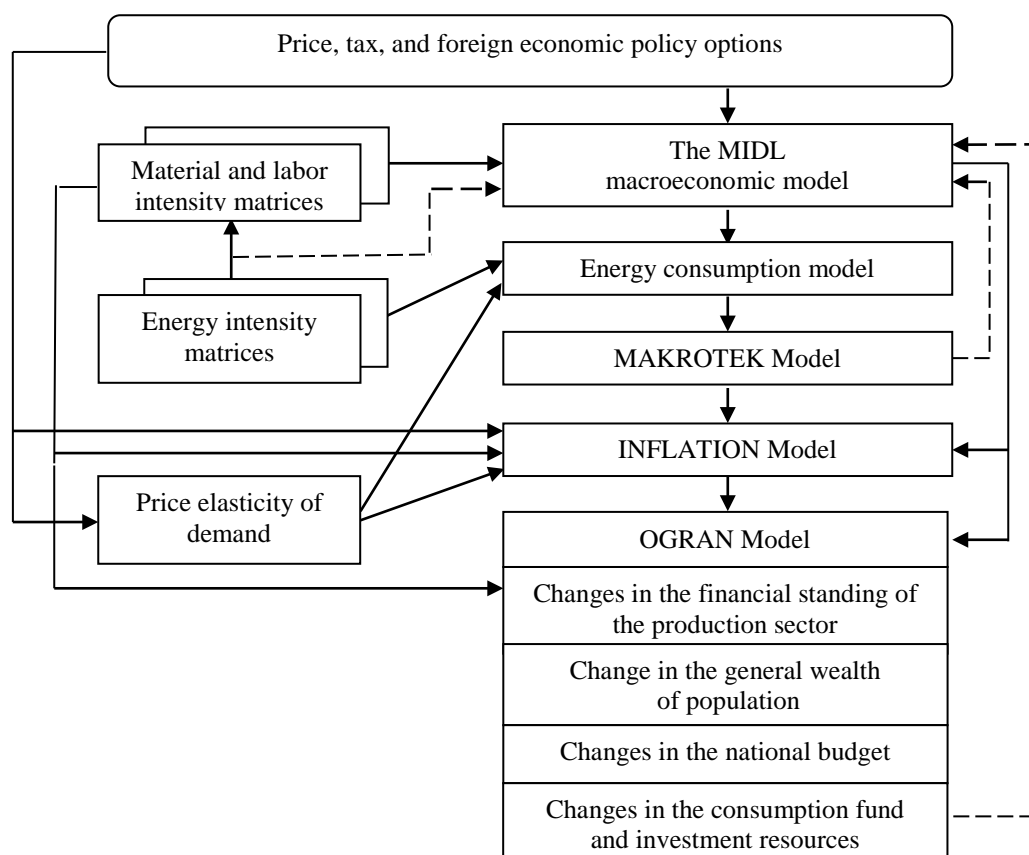 Price, tax, and foreign economic policy options
The MIDL
macroeconomic model
Material and labor
intensity matrices
Energy consumption model
Energy intensity
matrices
MAKROTEK Model
INFLATION Model
Price elasticity of
demand
OGRAN Model
Changes in the financial standing of
the production sector
Change in the general wealth
of population
Changes in the national budget
Changes in the consumption fund
and investment resources